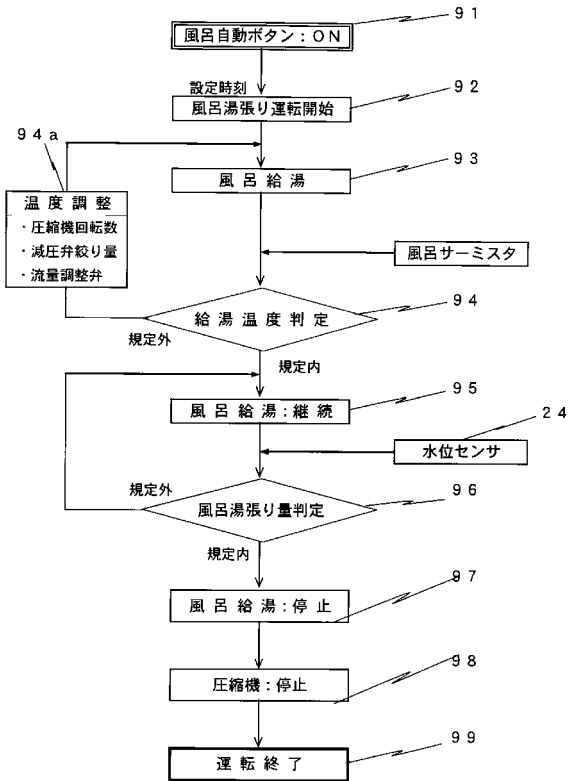 91
風呂自動ボタン：ON
設定時刻
92
風呂湯張り運転開始
94a
93
風呂給湯
温度調整
・圧縮機回転数
・減圧弁絞り量
・流量調整弁
風呂サーミスタ
94
給湯温度判定
規定外
規定内
95
風呂給湯：継続
24
水位センサ
規定外
96
風呂湯張り量判定
規定内
97
風呂給湯：停止
98
圧縮機：停止
99
運転終了